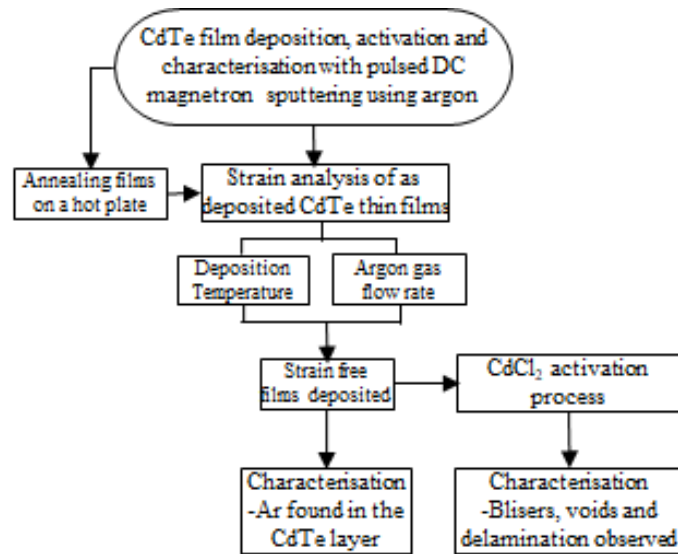 CdTe film deposition, activation and
characterisation with pulsed DC
magnetron sputtering using argon
Annealing films
on a hot plate
Strain analysis of as
deposited CdTe thin films
Deposition
Temperature
Argon gas
flow rate
Strain free
films deposited
CdCl₂ activation
process
Characterisation
-Ar found in the
CdTe layer
Characterisation
-Blisers, voids and
delamination observed